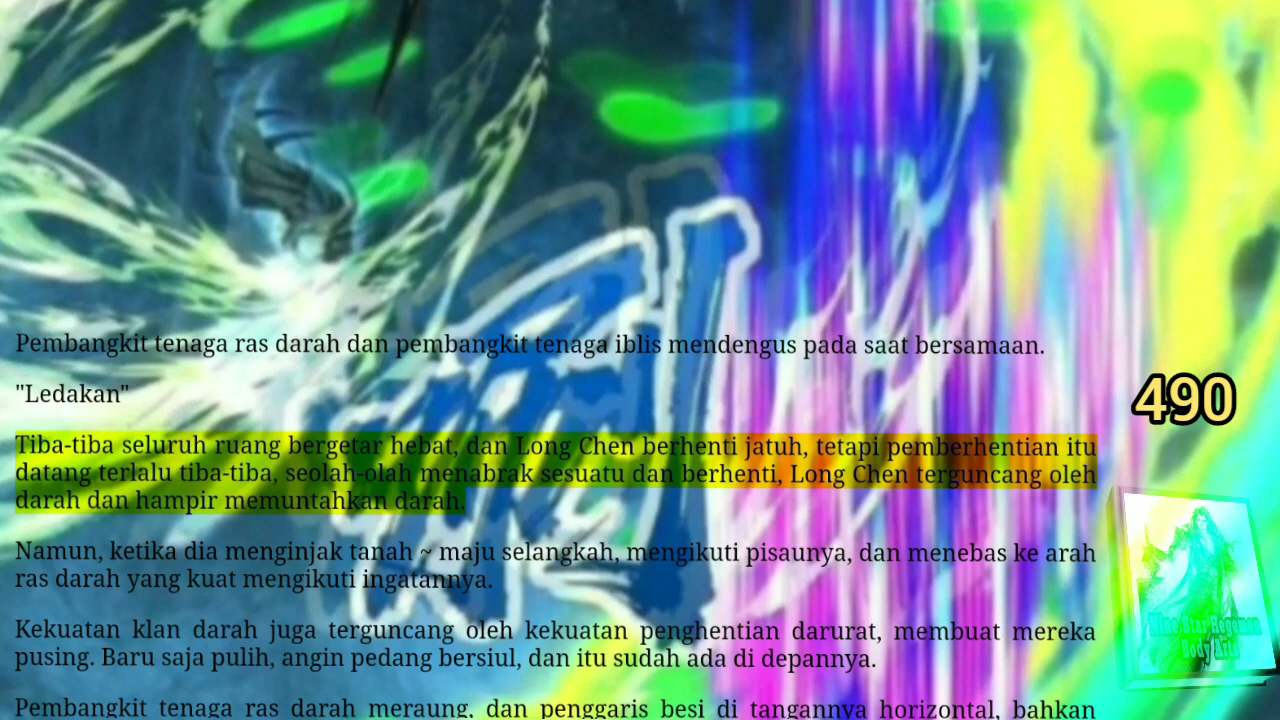 Pembangkit tenaga ras darah dan pembangkit tenaga iblis mendengus pada saat bersamaan.
"Ledakan"
Tiba-tiba seluruh ruang bergetar hebat, dan Long Chen berhenti jatuh, tetapi pemberhentian itu
datang terlalu tiba-tiba, seolah-olah menabrak sesuatu dan berhenti, Long Chen terguncang oleh
darah dan hampir memuntahkan darah.
Namun, ketika dia menginjak tanah ~ maju selangkah, mengikuti pisaunya, dan menebas ke arah
ras darah yang kuat mengikuti ingatannya.
Kekuatan klan darah juga terguncang oleh kekuatan penghentian darurat, membuat mereka
pusing. Baru saja pulih, angin pedang bersiul, dan itu sudah ada di depannya.
Pembangkit tenaga ras darah meraung, dan penggaris besi di tangannya horizontal, bahkan
490
Nine Star Hegemon
Body Arts